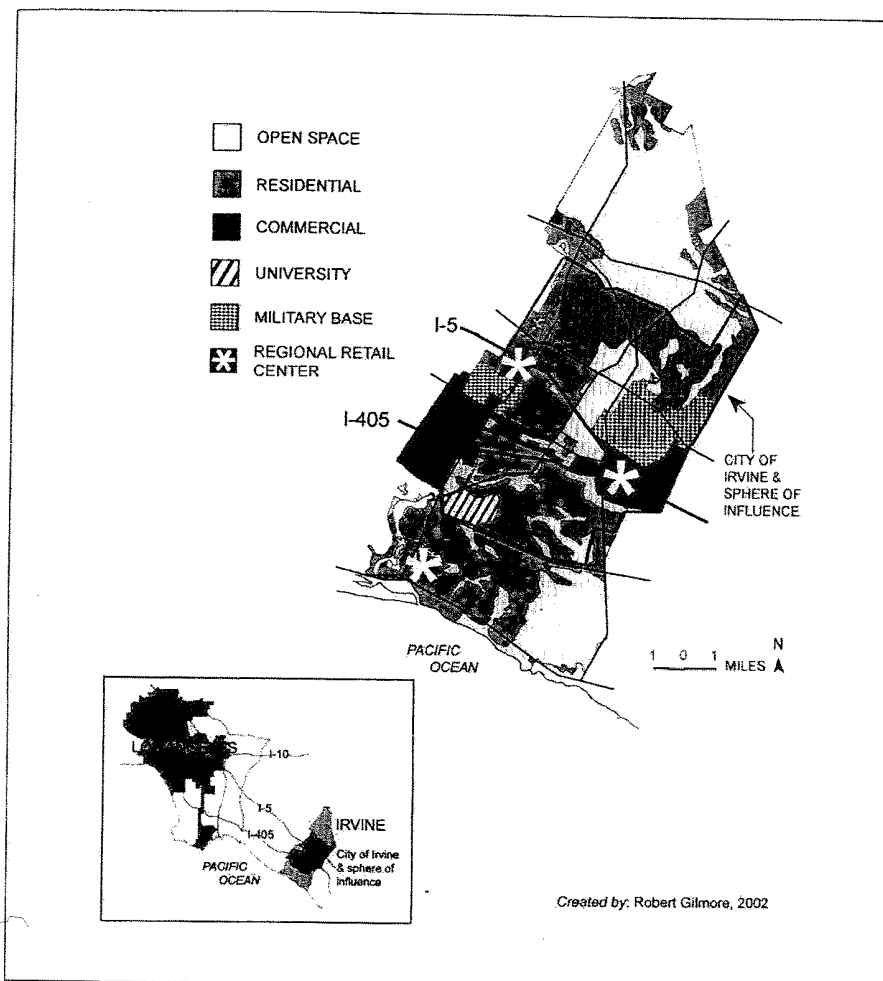 OPEN SPACE
RESIDENTIAL
COMMERCIAL
UNIVERSITY
MILITARY BASE
REGIONAL RETAIL
CENTER
I-5
I-405
CITY OF
IRVINE &
SPHERE OF
INFLUENCE
PACIFIC
OCEAN
1 0 1
MILES
N
I-10
I-5
I-405
IRVINE
City of Irvine
& sphere of
influence
PACIFIC
OCEAN
Created by: Robert Gilmore, 2002